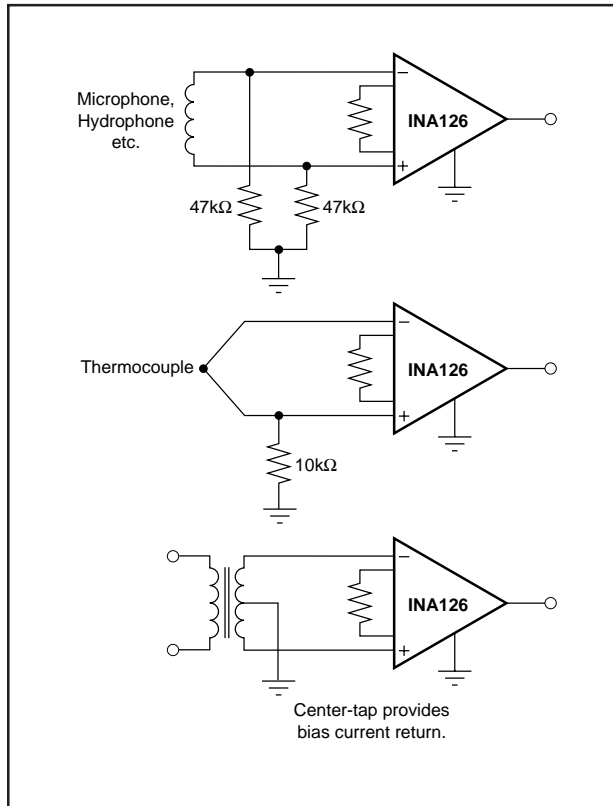 Microphone,
Hydrophone
etc.
−
INA126
+
47kΩ
47kΩ
−
Thermocouple
INA126
+
10kΩ
−
INA126
+
Center-tap provides
bias current return.